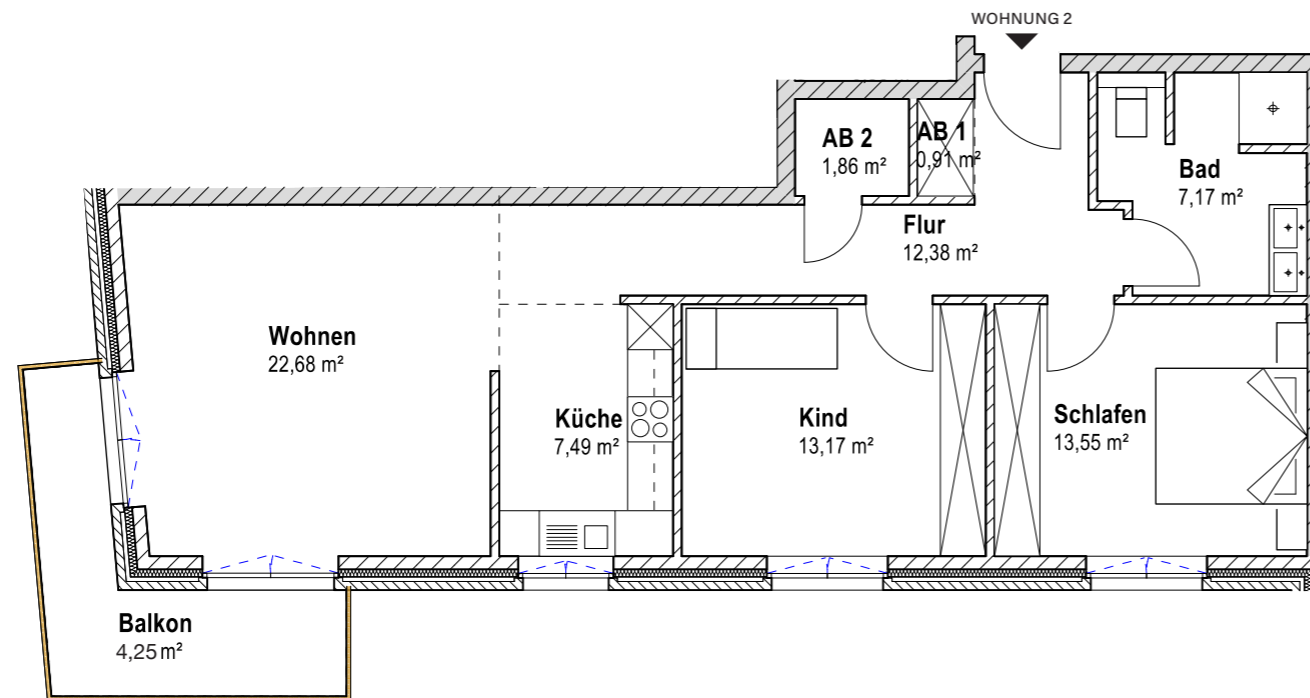 WOHNUNG 2
AB 2
1,86 m²
AB 1
0,91 m²
Bad
7,17 m²
Flur
12,38 m²
Wohnen
22,68 m²
Küche
7,49 m²
Kind
13,17 m²
Schlafen
13,55 m²
Balkon
4,25 m²